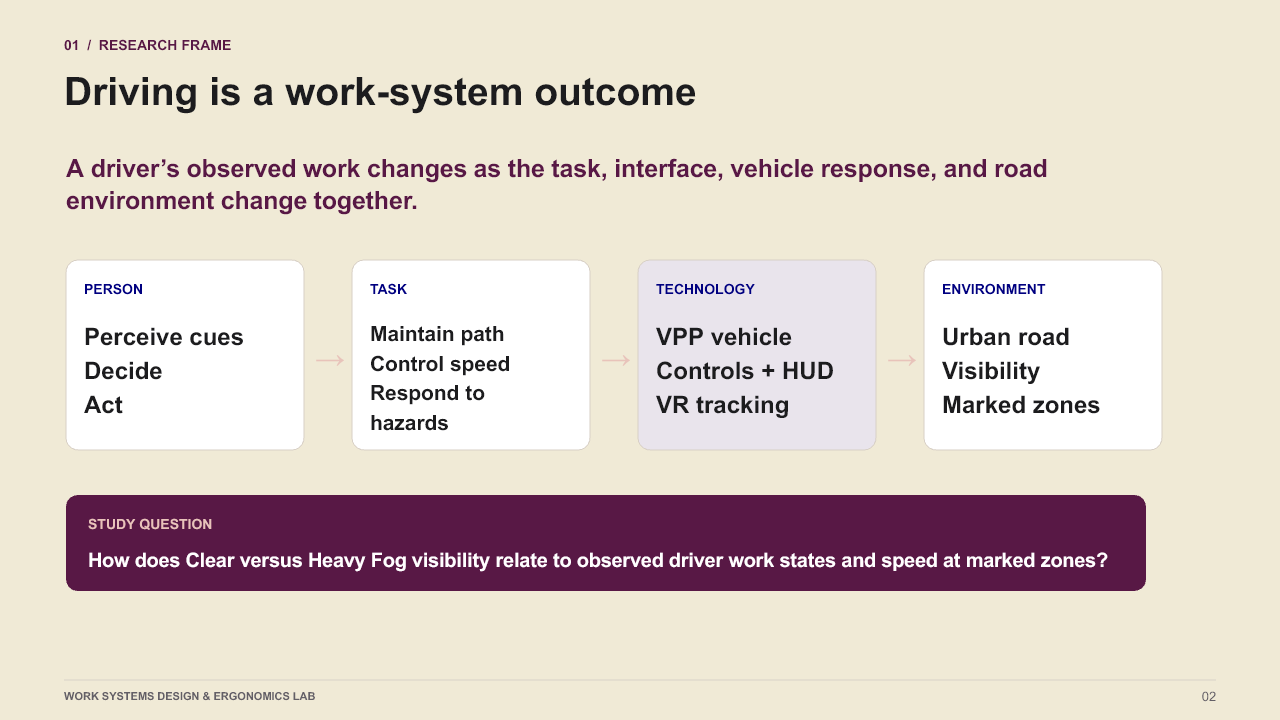 01 / RESEARCH FRAME
Driving is a work-system outcome
A driver’s observed work changes as the task, interface, vehicle response, and road
environment change together.
PERSON
Perceive cues
Decide
Act
→
TASK
Maintain path
Control speed
Respond to
hazards
→
TECHNOLOGY
VPP vehicle
Controls + HUD
VR tracking
→
ENVIRONMENT
Urban road
Visibility
Marked zones
STUDY QUESTION
How does Clear versus Heavy Fog visibility relate to observed driver work states and speed at marked zones?
WORK SYSTEMS DESIGN & ERGONOMICS LAB
02